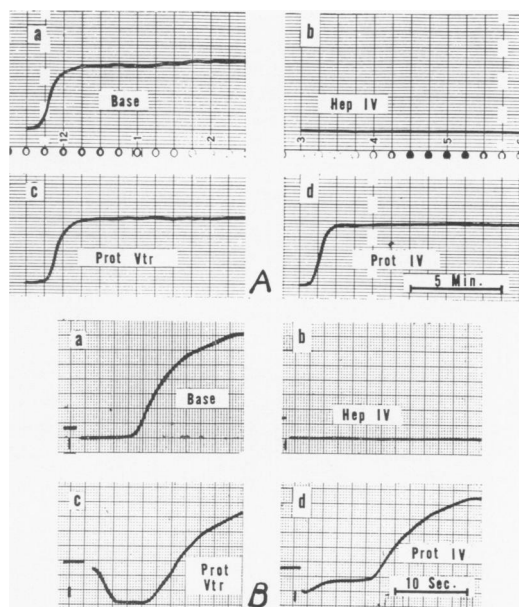 a
Base
b
Hep IV
12 1 2
3 4 5 6
c
Prot Vtr
d
Prot IV
5 Min.
A
a
Base
b
Hep IV
c
Prot
Vtr
B
d
Prot IV
10 Sec.